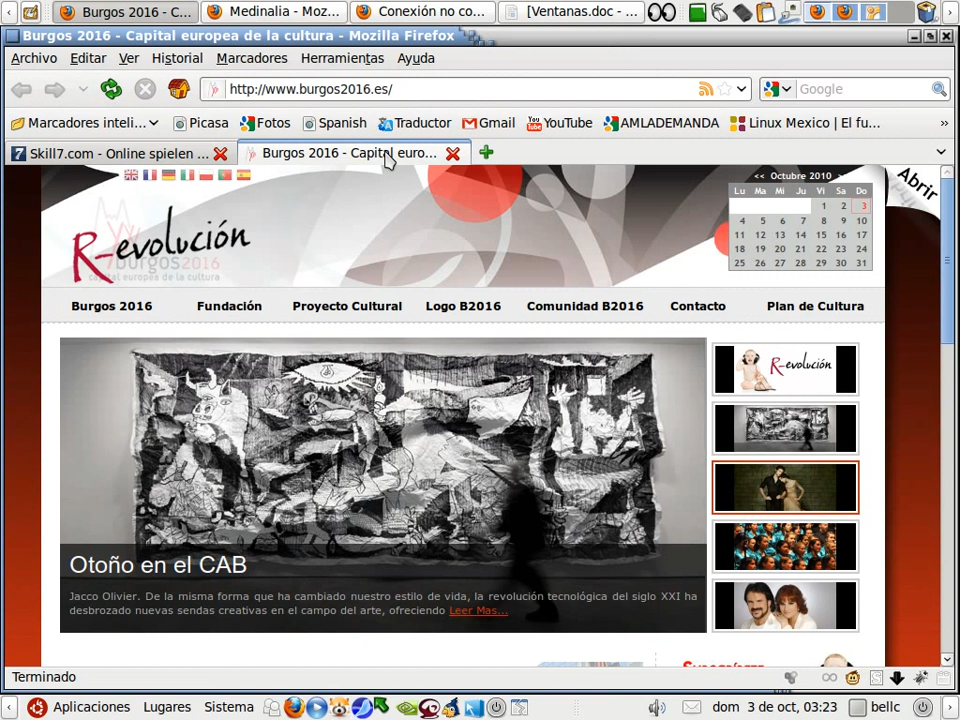 Burgos 2016 - C...
Medinalia - Moz...
Conexión no co...
[Ventanas.doc - ...
Burgos 2016 - Capital europea de la cultura - Mozilla Firefox
Archivo Editar Ver Historial Marcadores Herramientas Ayuda
http://www.burgos2016.es/
Google
Marcadores inteli...
Picasa
Fotos
Spanish
Traductor
Gmail
YouTube
AMLADEMANDA
Linux Mexico | El fu...
»
7 Skill7.com - Online spielen ...
Burgos 2016 - Capital euro...
<< Octubre 2010 >>
Abrir
Lu Ma Mi Ju Vi Sa Do
1 2 3
4 5 6 7 8 9 10
11 12 13 14 15 16 17
18 19 20 21 22 23 24
25 26 27 28 29 30 31
R-evolución
burgos2016
capital europea de la cultura
Burgos 2016 Fundación Proyecto Cultural Logo B2016 Comunidad B2016 Contacto Plan de Cultura
R-evolución
Otoño en el CAB
Jacco Olivier. De la misma forma que ha cambiado nuestro estilo de vida, la revolución tecnológica del siglo XXI ha
desbrozado nuevas sendas creativas en el campo del arte, ofreciendo Leer Mas...
Terminado
Aplicaciones Lugares Sistema
dom 3 de oct, 03:23
bellc